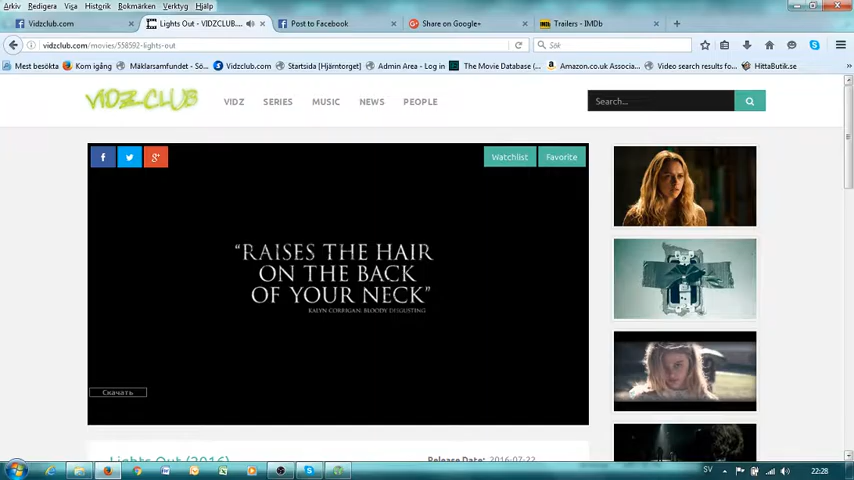 Arkiv Redigera Visa Historik Bokmärken Verktyg Hjälp
Vidzclub.com
Lights Out - VIDZCLUB....
Post to Facebook
Share on Google+
Trailers - IMDb
vidzclub.com/movies/558592-lights-out
Sök
Mest besökta Kom igång Mäklarsamfundet - Sö... Vidzclub.com Startsida [Hjärntorget] Admin Area - Log in The Movie Database (... Amazon.co.uk Associa... Video search results fo... HittaButik.se
VIDZCLUB VIDZ SERIES MUSIC NEWS PEOPLE Search...
Watchlist Favorite
“RAISES THE HAIR
ON THE BACK
OF YOUR NECK”
KALYN CORRIGAN, BLOODY DISGUSTING
Скачать
Lights Out (2016)
Release Date: 2016-07-22
SV 22:28